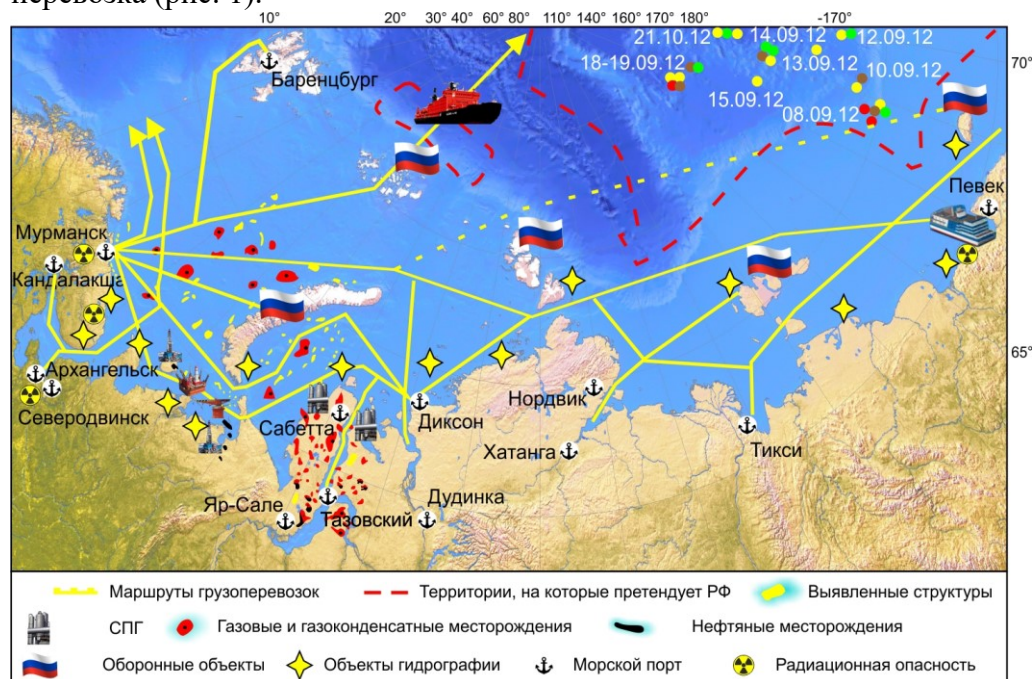 перевозка (рис. 1).
10° 20° 30° 40° 60° 80° 110° 140° 160° 170° 180° -170°
21.10.12 14.09.12 12.09.12
Баренцбург 18-19.09.12 13.09.12 10.09.12 70°
15.09.12 08.09.12
Певек
Мурманск
Кандалакша
65°
Архангельск
Северодвинск
Сабетта Диксон Нордвик
Хатанга Тикси
Яр-Сале Тазовский Дудинка
Маршруты грузоперевозок Территории, на которые претендует РФ Выявленные структуры
СПГ Газовые и газоконденсатные месторождения Нефтяные месторождения
Оборонные объекты Объекты гидрографии Морской порт Радиационная опасность